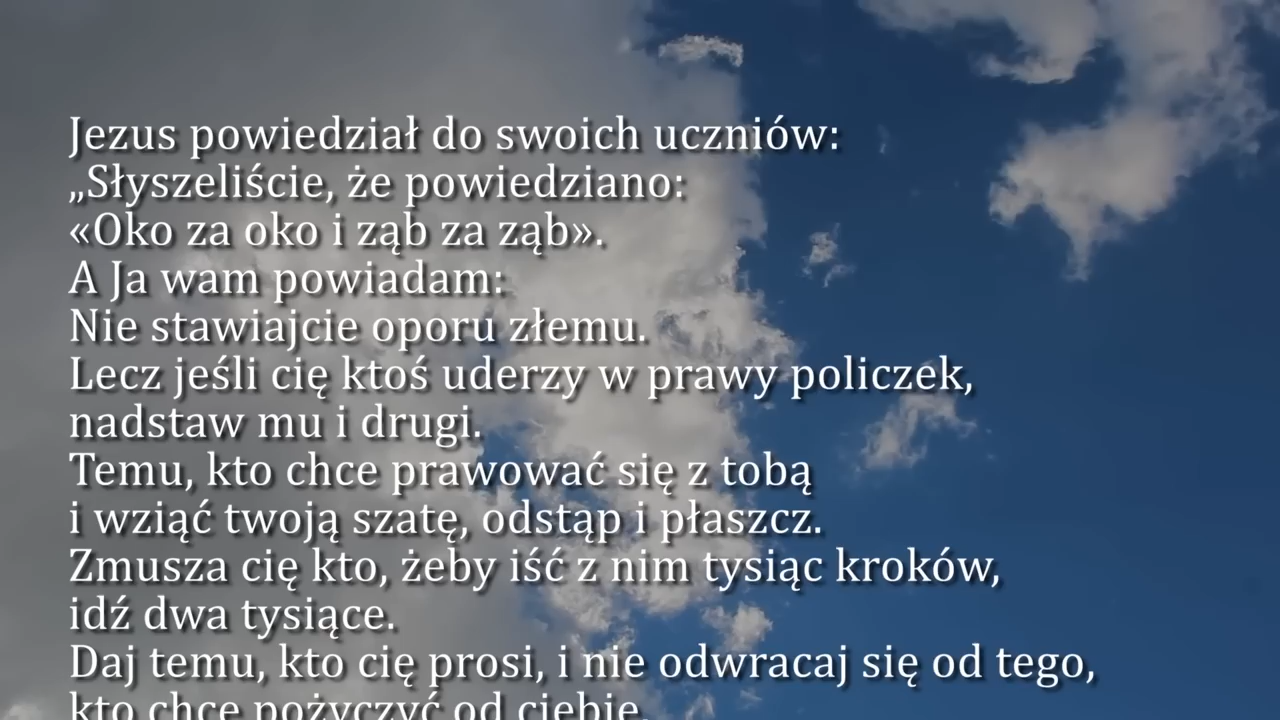 Jezus powiedział do swoich uczniów:
„Słyszeliście, że powiedziano:
«Oko za oko i ząb za ząb».
A Ja wam powiadam:
Nie stawiajcie oporu złemu.
Lecz jeśli cię ktoś uderzy w prawy policzek,
nadstaw mu i drugi.
Temu, kto chce prawować się z tobą
i wziąć twoją szatę, odstąp i płaszcz.
Zmusza cię kto, żeby iść z nim tysiąc kroków,
idź dwa tysiące.
Daj temu, kto cię prosi, i nie odwracaj się od tego,
kto chce pożyczyć od ciebie.